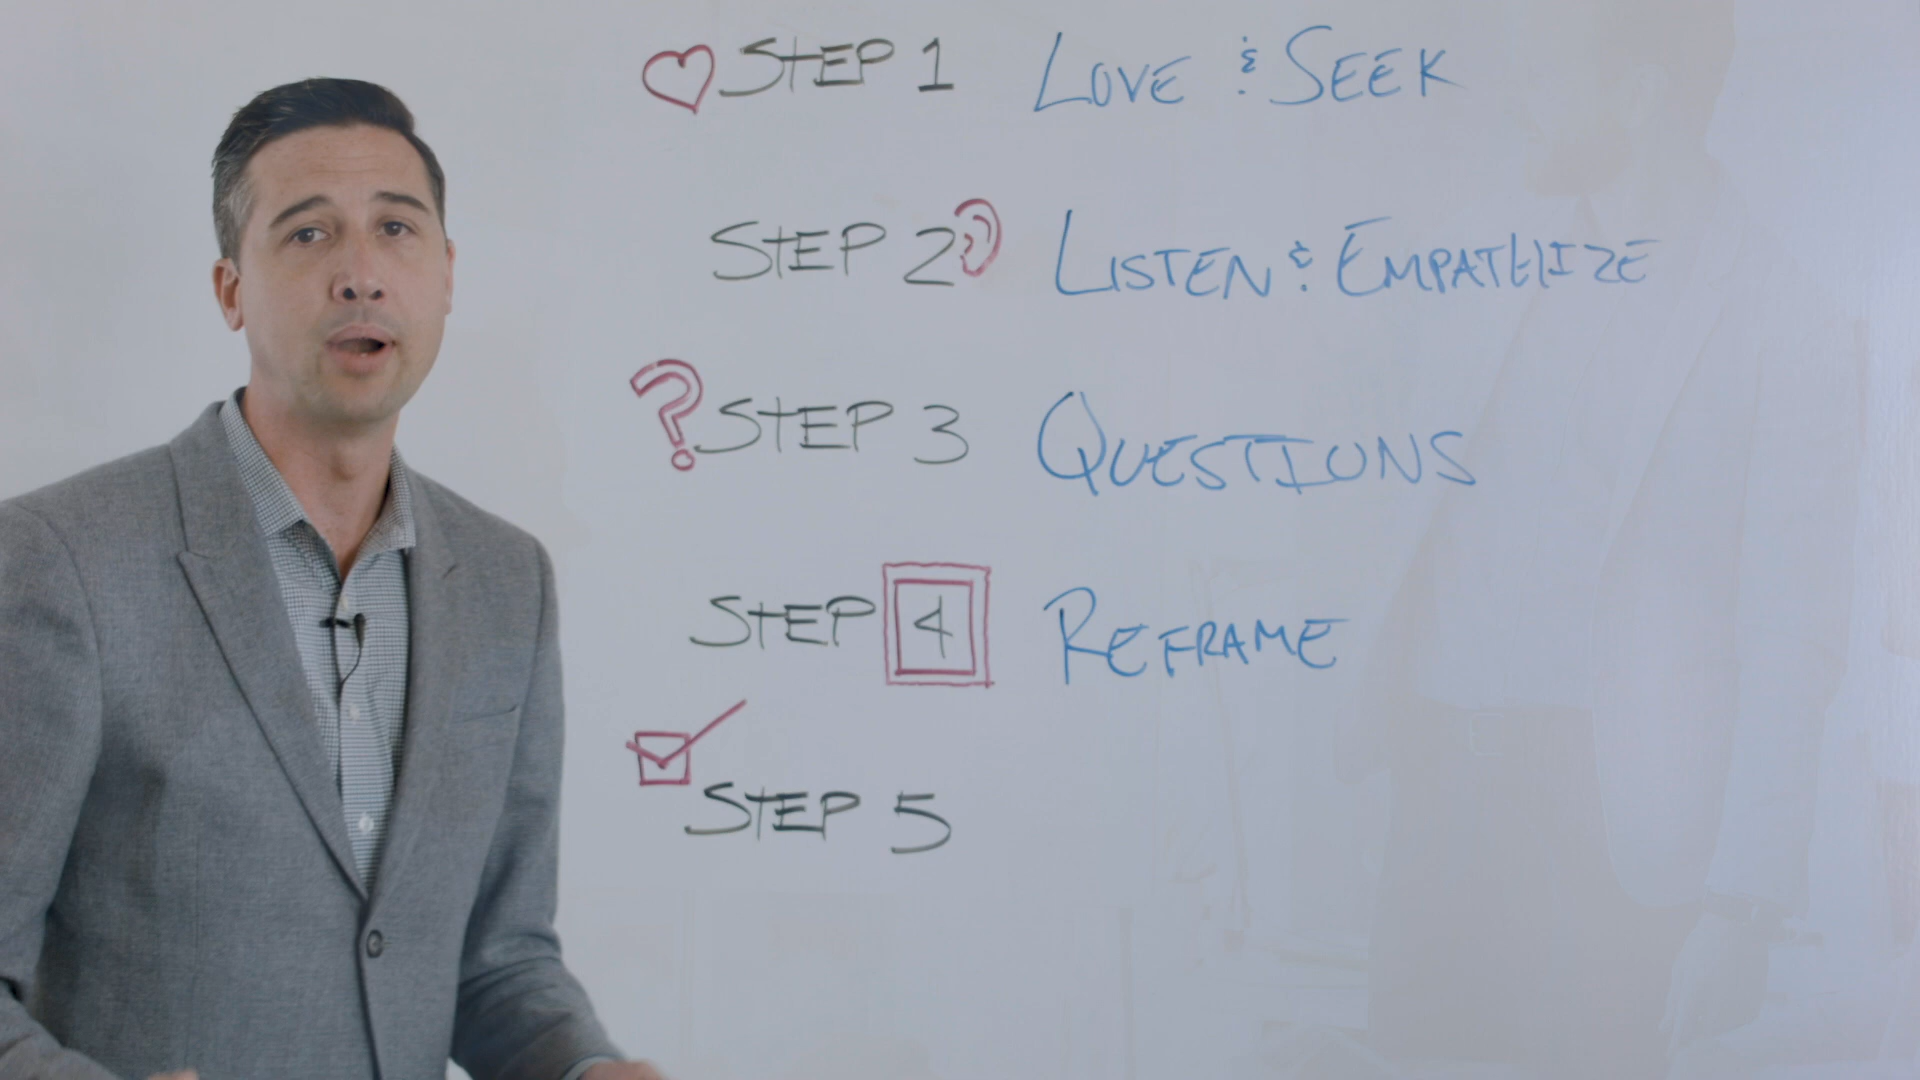 STEP 1 LOVE & SEEK
STEP 2 LISTEN & EMPATHIZE
? STEP 3 QUESTIONS
STEP 4 REFRAME
STEP 5